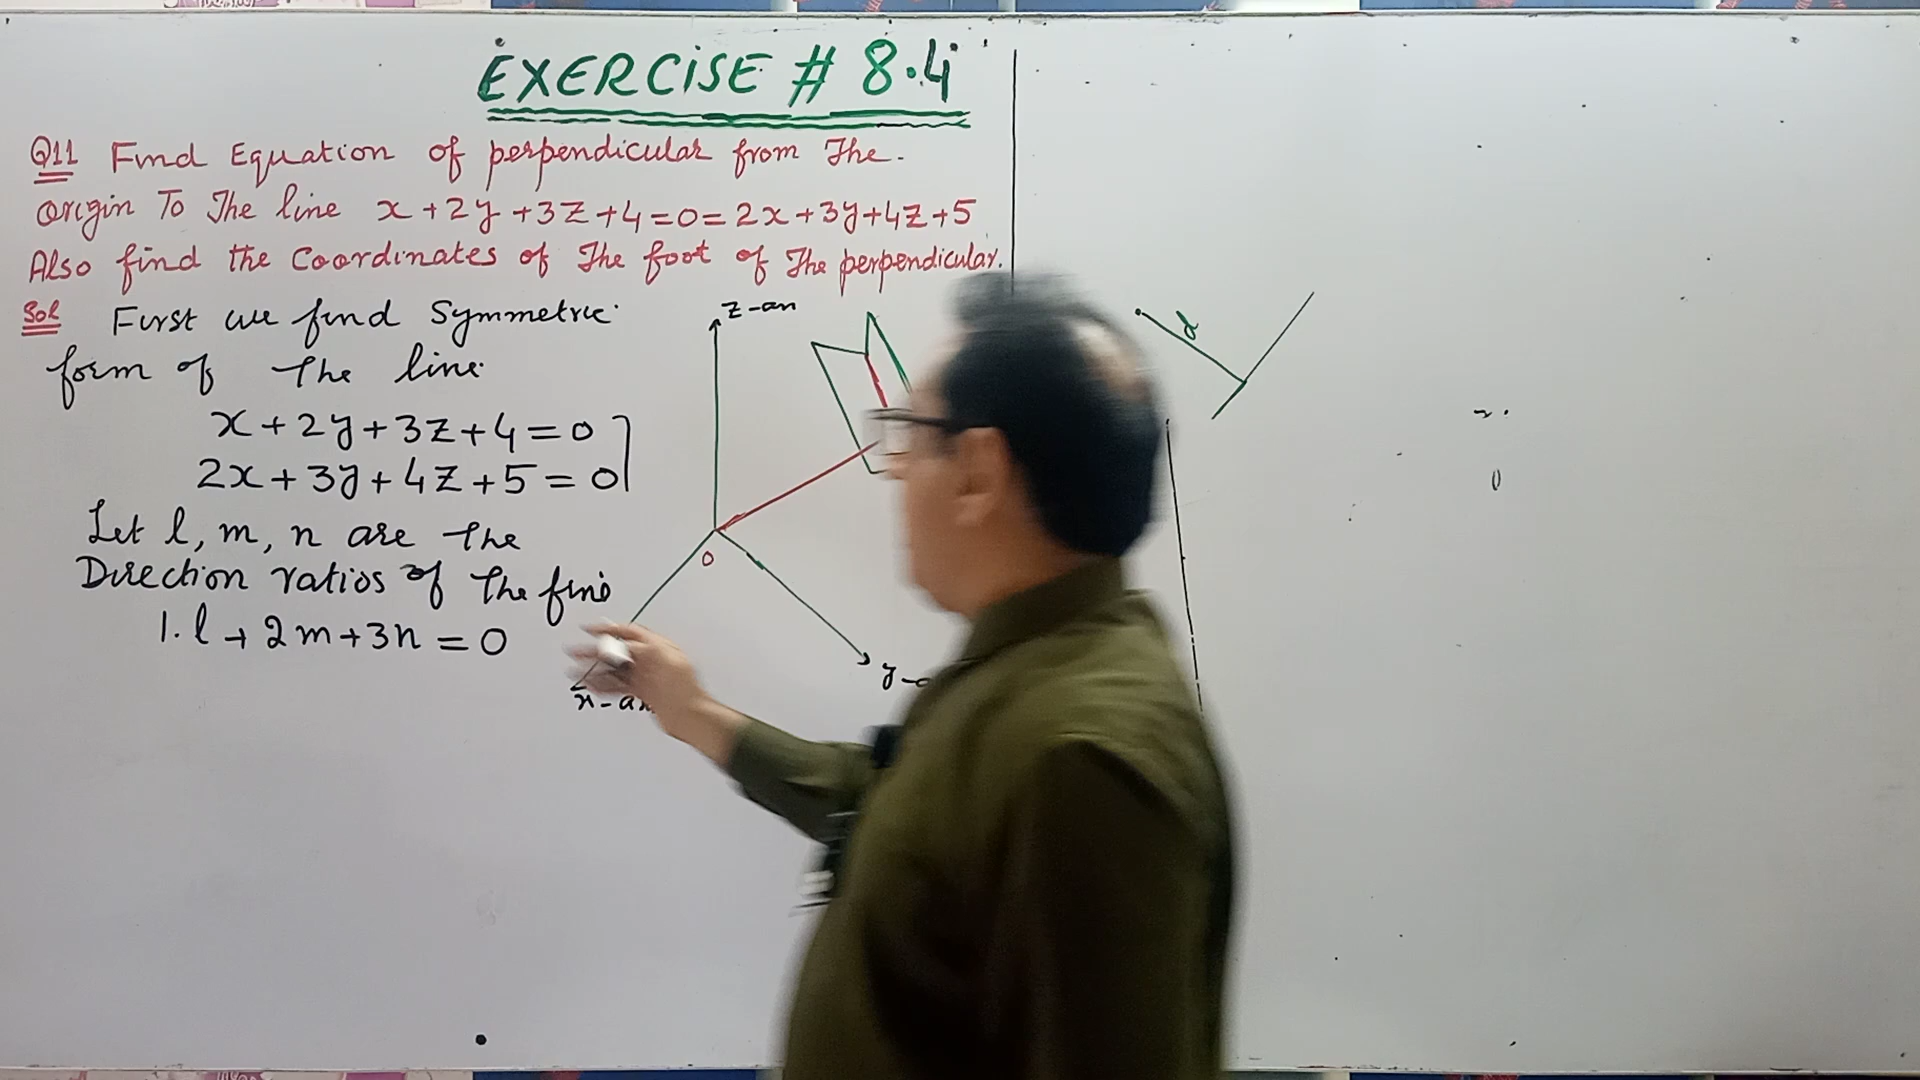 EXERCISE # 8.4
Q11 Find Equation of perpendicular from The
origin To The line x+2y+3z+4=0=2x+3y+4z+5
Also find the Coordinates of The foot of The perpendicular.
Sol First we find Symmetric
form of the line
x+2y+3z+4=0
2x+3y+4z+5=0
Let l, m, n are the
Direction ratios of the line
1.l+2m+3n=0
z-an
0
y-
x-ax